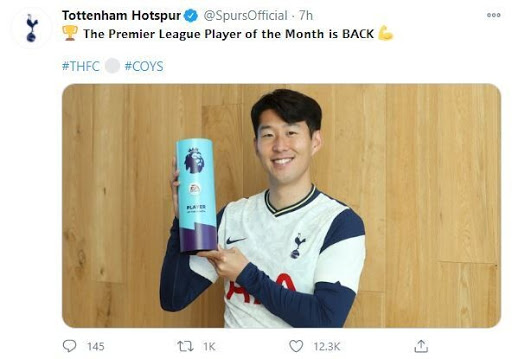 Tottenham Hotspur @SpursOfficial · 7h
🏆 The Premier League Player of the Month is BACK 💪
#THFC ⚪ #COYS
PLAYER
AIA
145 1K 12.3K